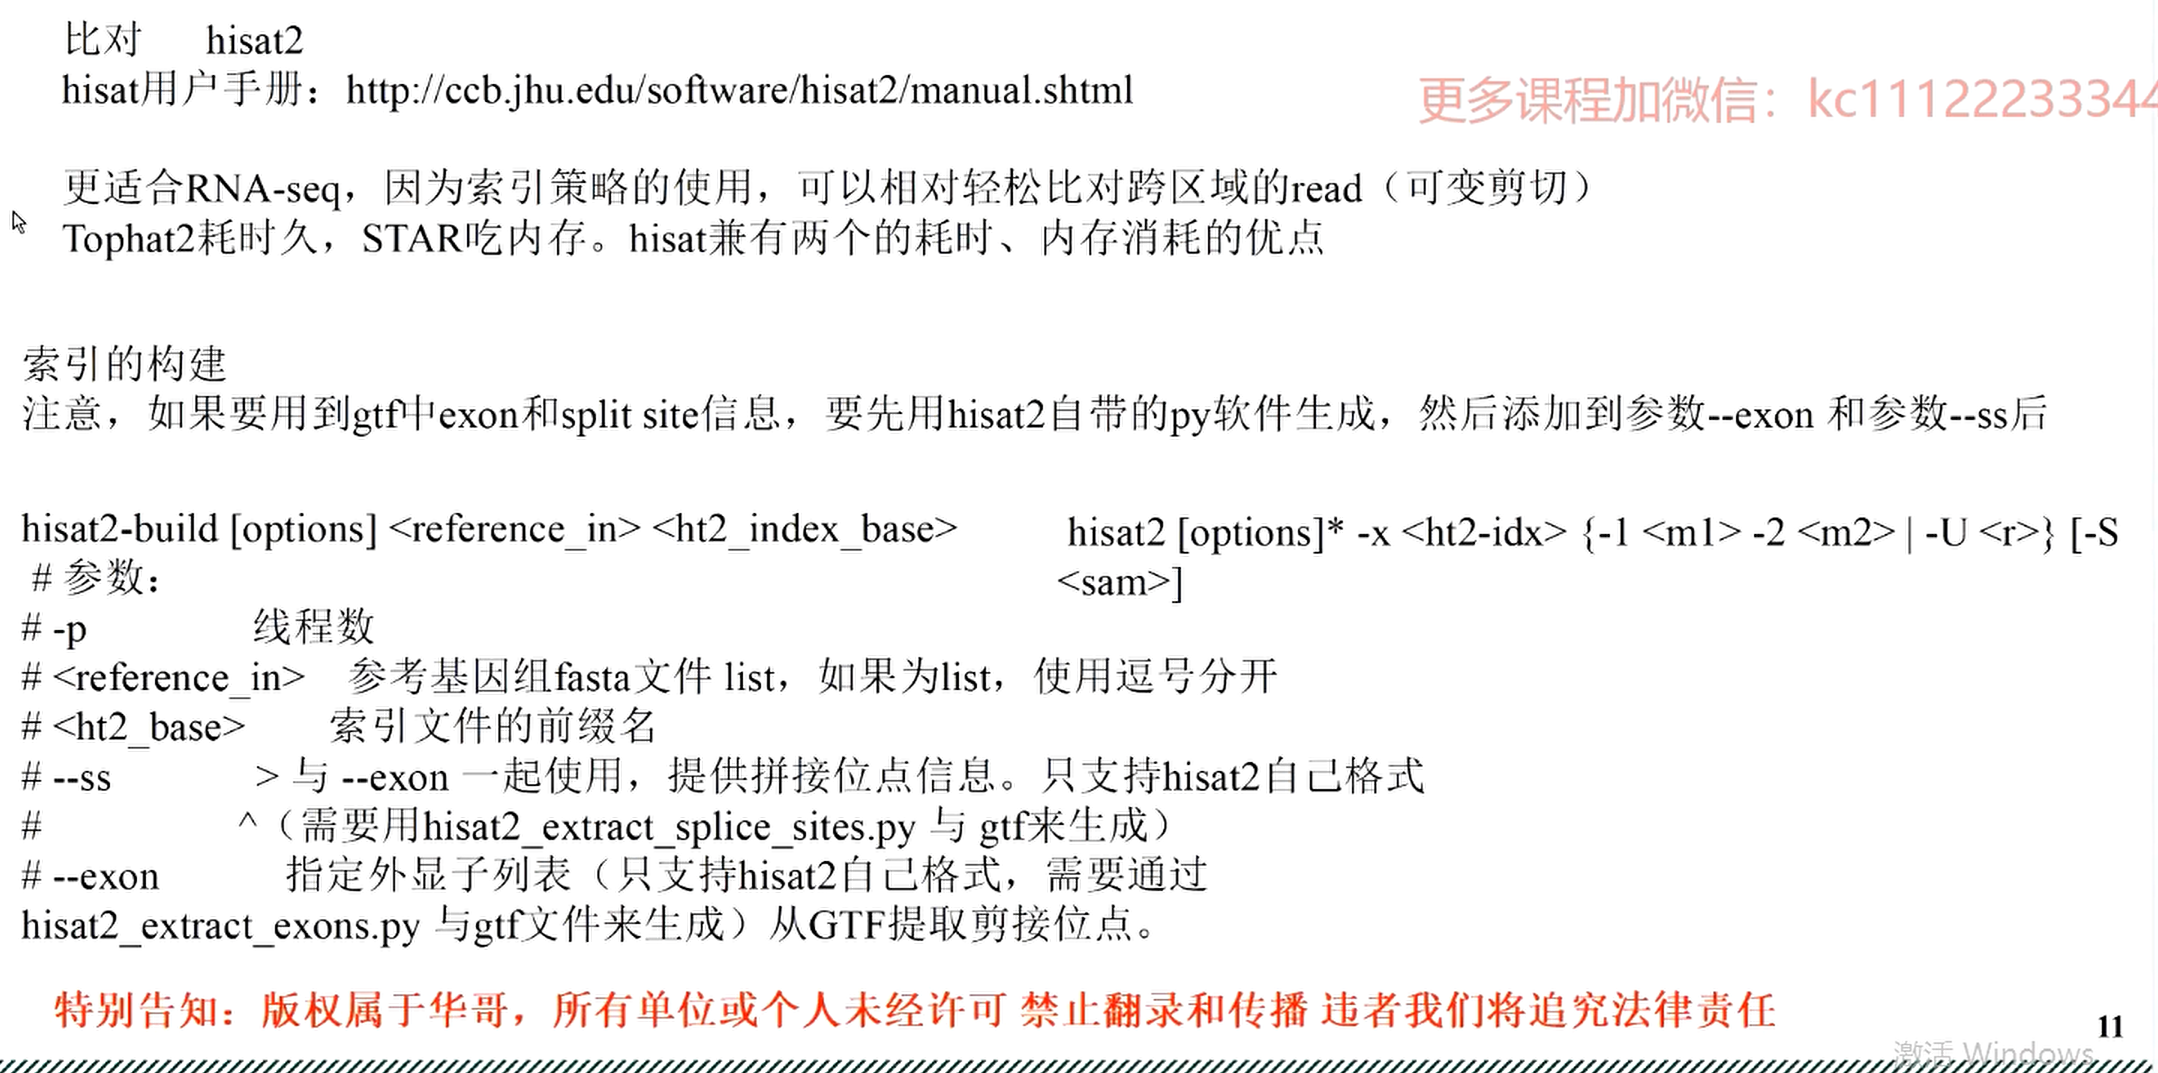 比对 hisat2
hisat用户手册：http://ccb.jhu.edu/software/hisat2/manual.shtml
更多课程加微信：kc11122233344
更适合RNA-seq，因为索引策略的使用，可以相对轻松比对跨区域的read（可变剪切）
Tophat2耗时久，STAR吃内存。hisat兼有两个的耗时、内存消耗的优点
索引的构建
注意，如果要用到gtf中exon和split site信息，要先用hisat2自带的py软件生成，然后添加到参数--exon 和参数--ss后
hisat2-build [options] <reference_in> <ht2_index_base>
# 参数：
# -p 线程数
# <reference_in> 参考基因组fasta文件 list，如果为list，使用逗号分开
# <ht2_base> 索引文件的前缀名
# --ss > 与 --exon 一起使用，提供拼接位点信息。只支持hisat2自己格式
# ^（需要用hisat2_extract_splice_sites.py 与 gtf来生成）
# --exon 指定外显子列表（只支持hisat2自己格式，需要通过
hisat2_extract_exons.py 与gtf文件来生成）从GTF提取剪接位点。
hisat2 [options]* -x <ht2-idx> {-1 <m1> -2 <m2> | -U <r>} [-S
<sam>]
特别告知：版权属于华哥，所有单位或个人未经许可 禁止翻录和传播 违者我们将追究法律责任
11
激活 Windows